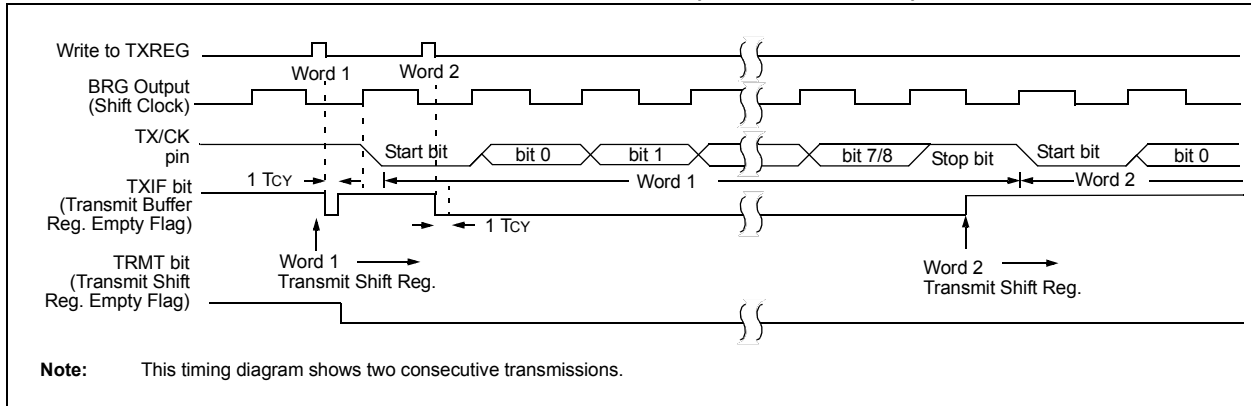 Write to TXREG
Word 1
Word 2
BRG Output
(Shift Clock)
TX/CK
pin
Start bit
bit 0
bit 1
bit 7/8
Stop bit
Start bit
bit 0
1 TCY
Word 1
Word 2
TXIF bit
(Transmit Buffer
Reg. Empty Flag)
1 TCY
Word 1
Transmit Shift Reg.
Word 2
Transmit Shift Reg.
TRMT bit
(Transmit Shift
Reg. Empty Flag)
Note: This timing diagram shows two consecutive transmissions.